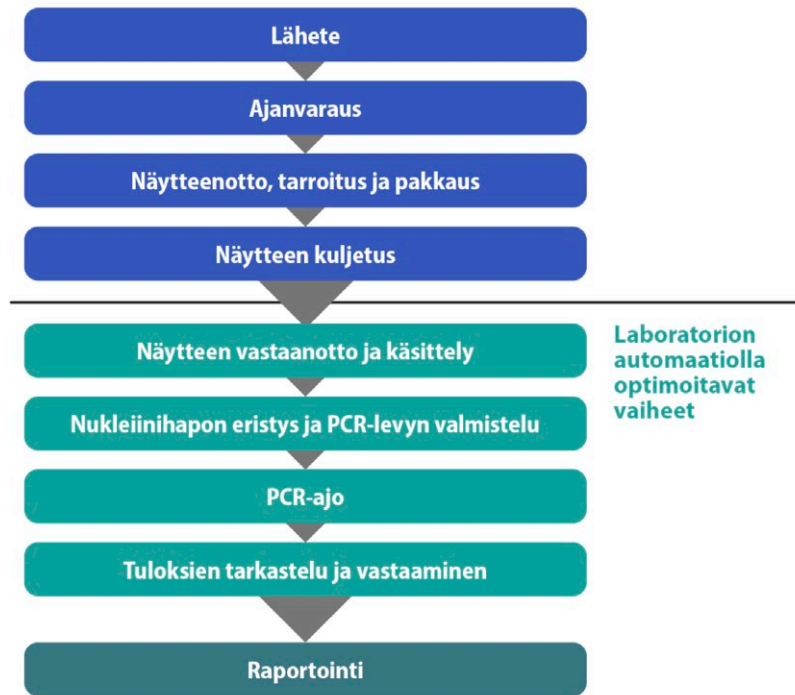 Lähete
Ajanvaraus
Näytteenotto, tarroitus ja pakkaus
Näytteen kuljetus
Näytteen vastaanotto ja käsittely
Laboratorion
automaatiolla
optimoitavat
vaiheet
Nukleiinihapon eristys ja PCR-levyn valmistelu
PCR-ajo
Tuloksien tarkastelu ja vastaaminen
Raportointi